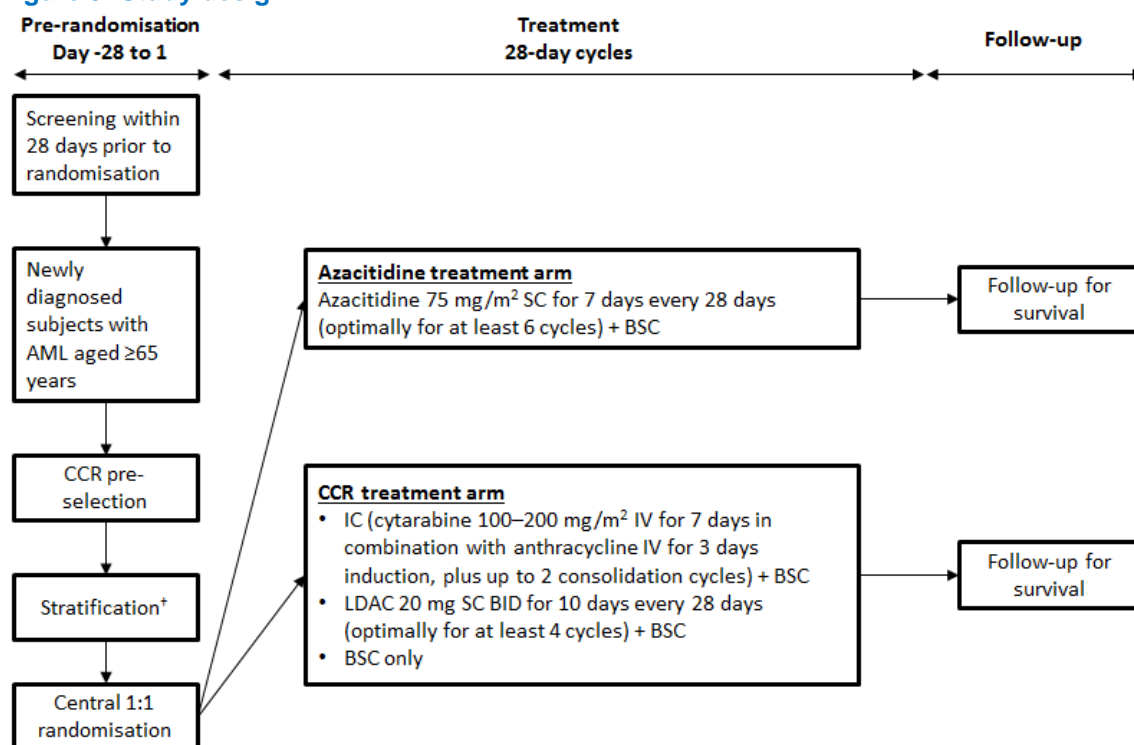 Pre-randomisation
Day -28 to 1
Treatment
28-day cycles
Follow-up
Screening within
28 days prior to
randomisation
Newly
diagnosed
subjects with
AML aged ≥65
years
CCR pre-
selection
Stratification†
Central 1:1
randomisation
Azacitidine treatment arm
Azacitidine 75 mg/m² SC for 7 days every 28 days
(optimally for at least 6 cycles) + BSC
CCR treatment arm
• IC (cytarabine 100–200 mg/m² IV for 7 days in
combination with anthracycline IV for 3 days
induction, plus up to 2 consolidation cycles) + BSC
• LDAC 20 mg SC BID for 10 days every 28 days
(optimally for at least 4 cycles) + BSC
• BSC only
Follow-up for
survival
Follow-up for
survival